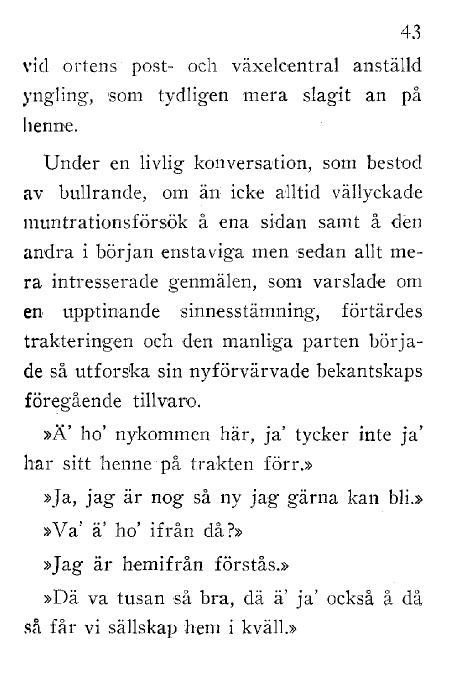 43
vid ortens post- och växelcentral anställd
yngling, som tydligen mera slagit an på
henne.
Under en livlig konversation, som bestod
av bullrande, om än icke alltid vällyckade
muntrationsförsök å ena sidan samt å den
andra i början enstaviga men sedan allt me-
ra intresserade genmälen, som varslade om
en upptinande sinnesstämning, förtärdes
trakteringen och den manliga parten börja-
de så utforska sin nyförvärvade bekantskaps
föregående tillvaro.
»Ä’ ho’ nykommen här, ja’ tycker inte ja’
har sitt henne på trakten förr.»
»Ja, jag är nog så ny jag gärna kan bli.»
»Va’ ä’ ho’ ifrån då?»
»Jag är hemifrån förstås.»
»Dä va tusan så bra, dä ä’ ja’ också å då
så får vi sällskap hem i kväll.»